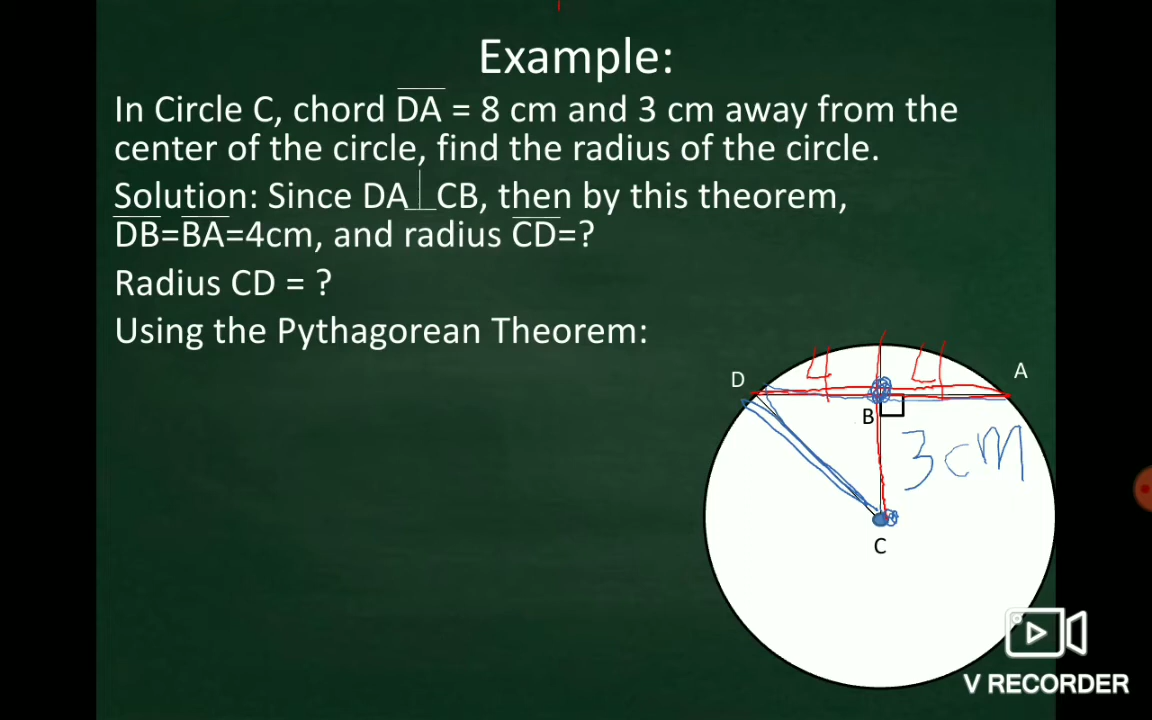 Example:
In Circle C, chord DA = 8 cm and 3 cm away from the
center of the circle, find the radius of the circle.
Solution: Since DA⊥CB, then by this theorem,
DB=BA=4cm, and radius CD=?
Radius CD = ?
Using the Pythagorean Theorem:
4 4
D A
B
3 cm
C
V RECORDER